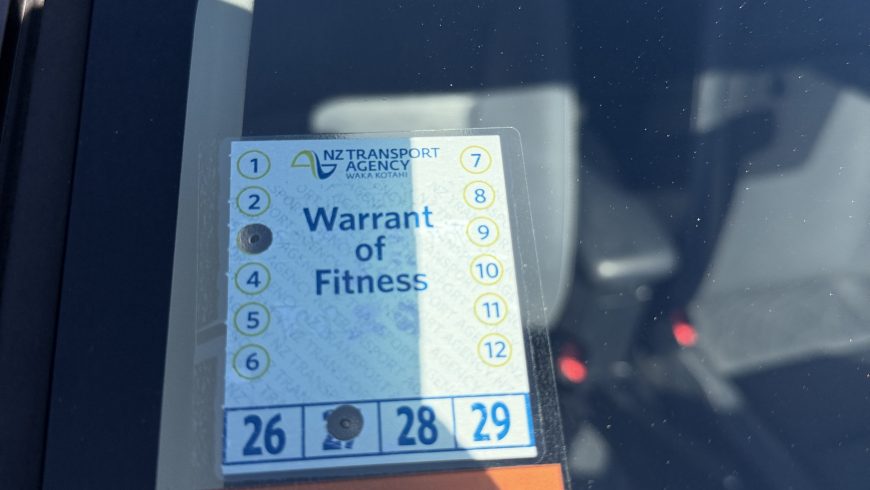 NZ TRANSPORT
AGENCY
WAKA KOTAHI
Warrant
of
Fitness
1
2
4
5
6
7
8
9
10
11
12
26 28 29